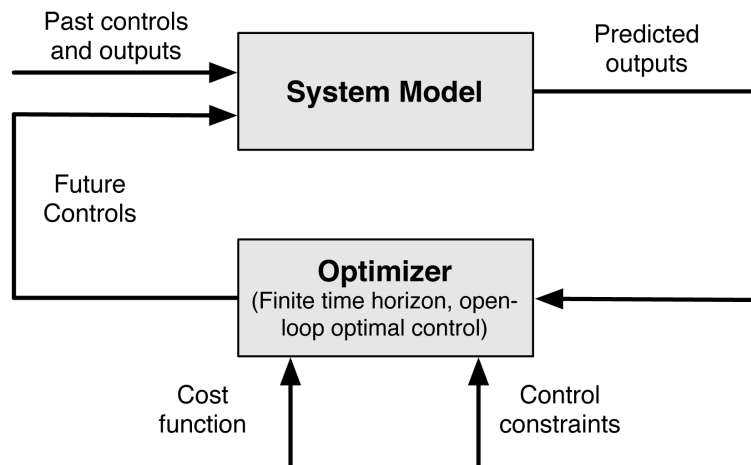 Past controls
and outputs
Predicted
outputs
System Model
Future
Controls
Optimizer
(Finite time horizon, open-
loop optimal control)
Cost
function
Control
constraints